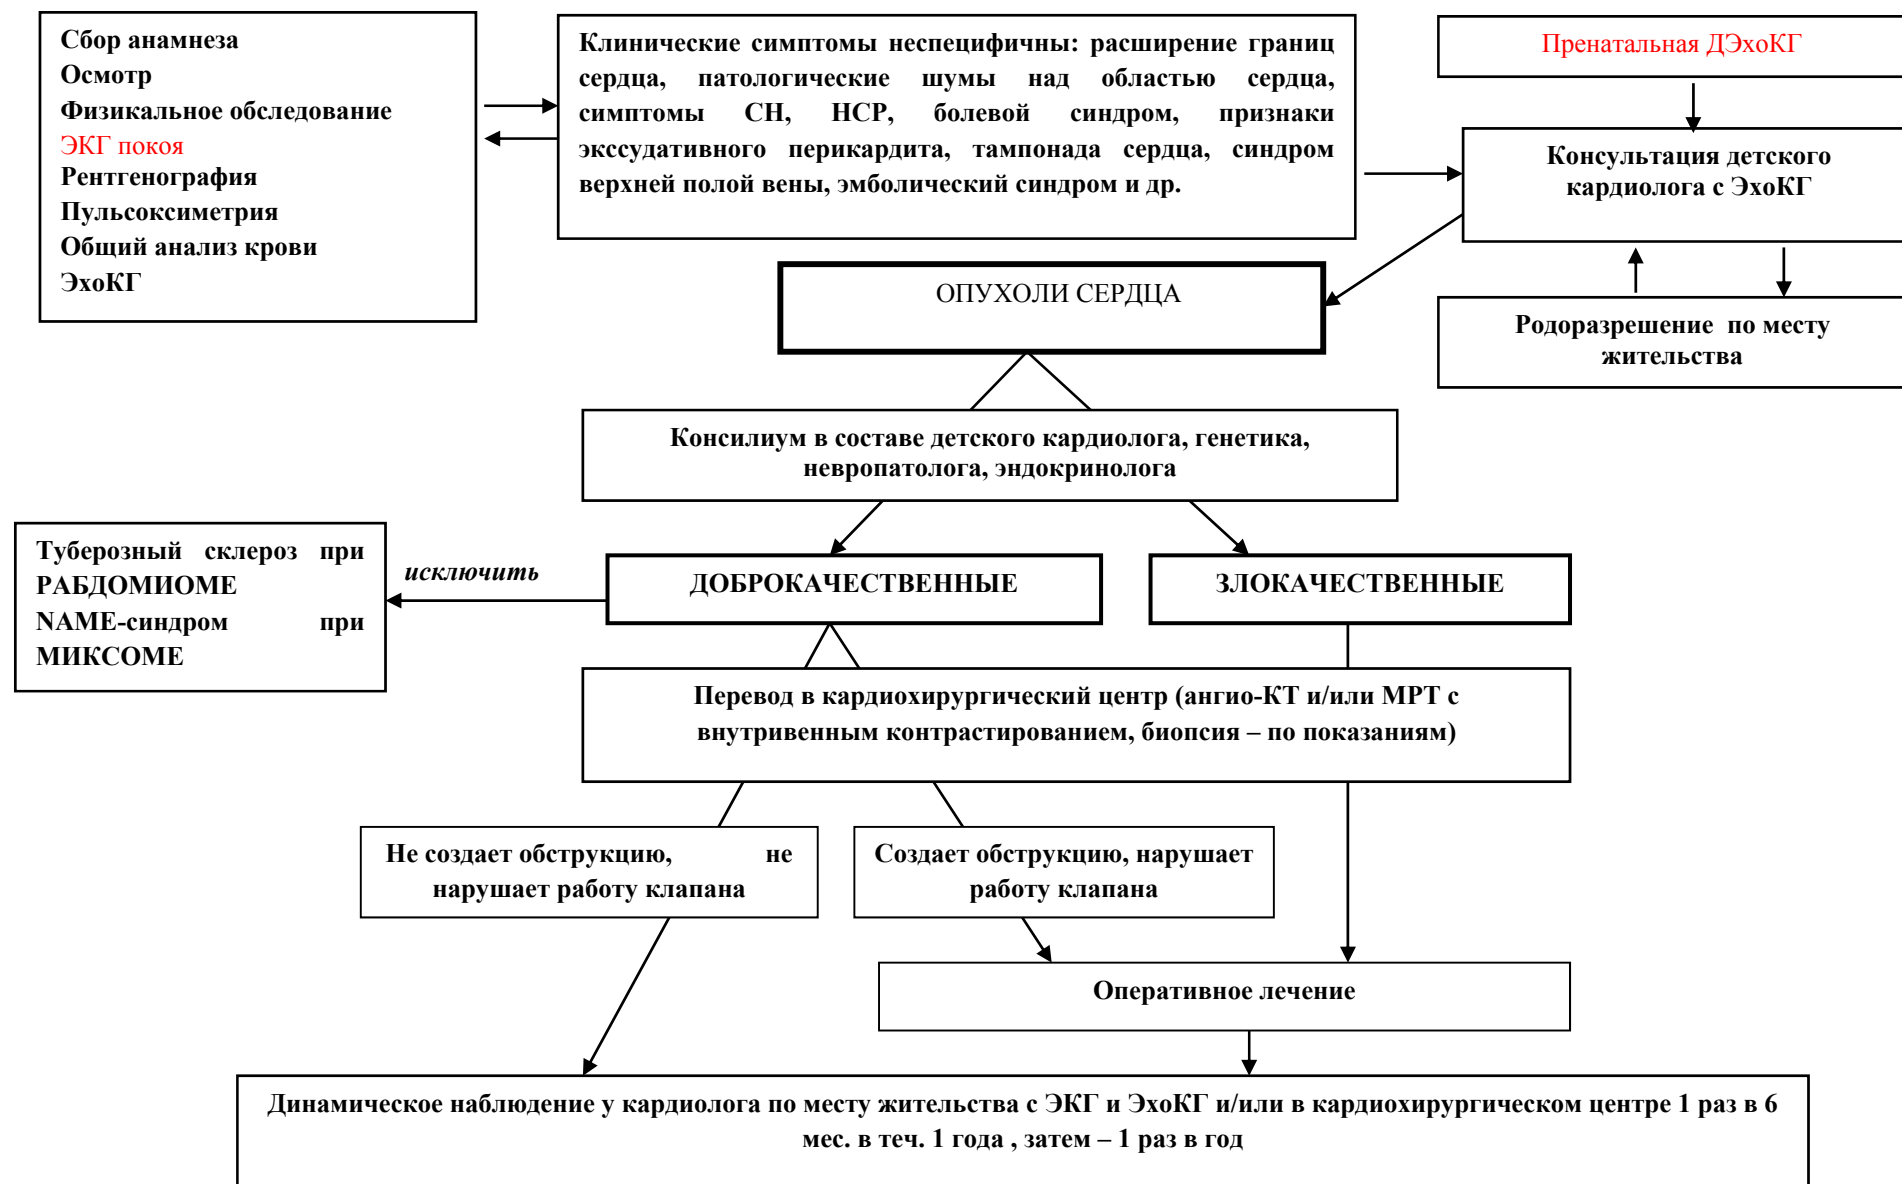 Сбор анамнеза
Осмотр
Физикальное обследование
ЭКГ покоя
Рентгенография
Пульсоксиметрия
Общий анализ крови
ЭхоКГ
Клинические симптомы неспецифичны: расширение границ
сердца, патологические шумы над областью сердца,
симптомы СН, НСР, болевой синдром, признаки
экссудативного перикардита, тампонада сердца, синдром
верхней полой вены, эмболический синдром и др.
Пренатальная ДЭхоКГ
Консультация детского
кардиолога с ЭхоКГ
Родоразрешение по месту
жительства
ОПУХОЛИ СЕРДЦА
Консилиум в составе детского кардиолога, генетика,
невропатолога, эндокринолога
Туберозный склероз при
РАБДОМИОМЕ
NAME-синдром при
МИКСОМЕ
исключить
ДОБРОКАЧЕСТВЕННЫЕ
ЗЛОКАЧЕСТВЕННЫЕ
Перевод в кардиохирургический центр (ангио-КТ и/или МРТ с
внутривенным контрастированием, биопсия – по показаниям)
Не создает обструкцию, не
нарушает работу клапана
Создает обструкцию, нарушает
работу клапана
Оперативное лечение
Динамическое наблюдение у кардиолога по месту жительства с ЭКГ и ЭхоКГ и/или в кардиохирургическом центре 1 раз в 6
мес. в теч. 1 года , затем – 1 раз в год